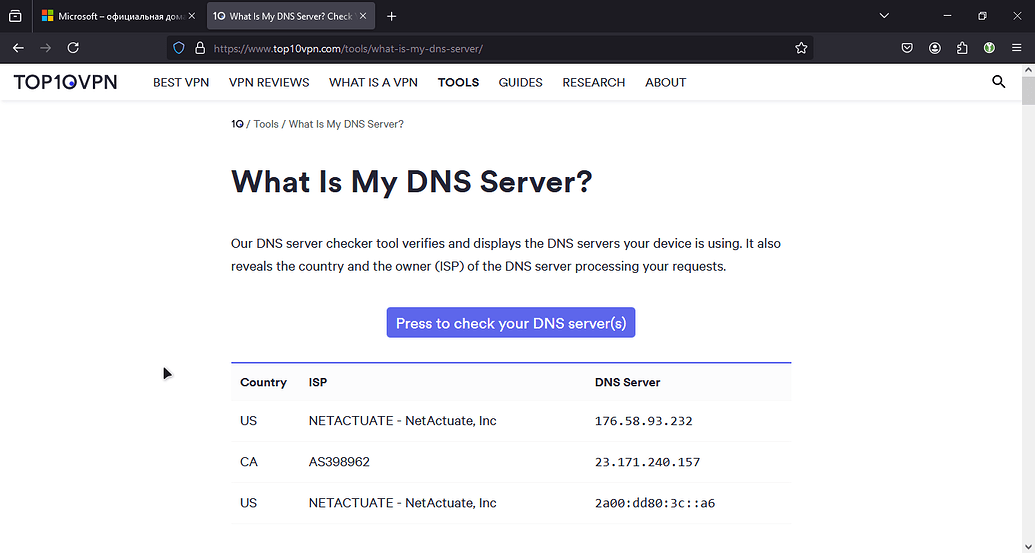 Microsoft – официальная дома
What Is My DNS Server? Check
https://www.top10vpn.com/tools/what-is-my-dns-server/
TOP10VPN BEST VPN VPN REVIEWS WHAT IS A VPN TOOLS GUIDES RESEARCH ABOUT
10 / Tools / What Is My DNS Server?
What Is My DNS Server?
Our DNS server checker tool verifies and displays the DNS servers your device is using. It also
reveals the country and the owner (ISP) of the DNS server processing your requests.
Press to check your DNS server(s)
Country ISP DNS Server
US NETACTUATE - NetActuate, Inc 176.58.93.232
CA AS398962 23.171.240.157
US NETACTUATE - NetActuate, Inc 2a00:dd80:3c::a6